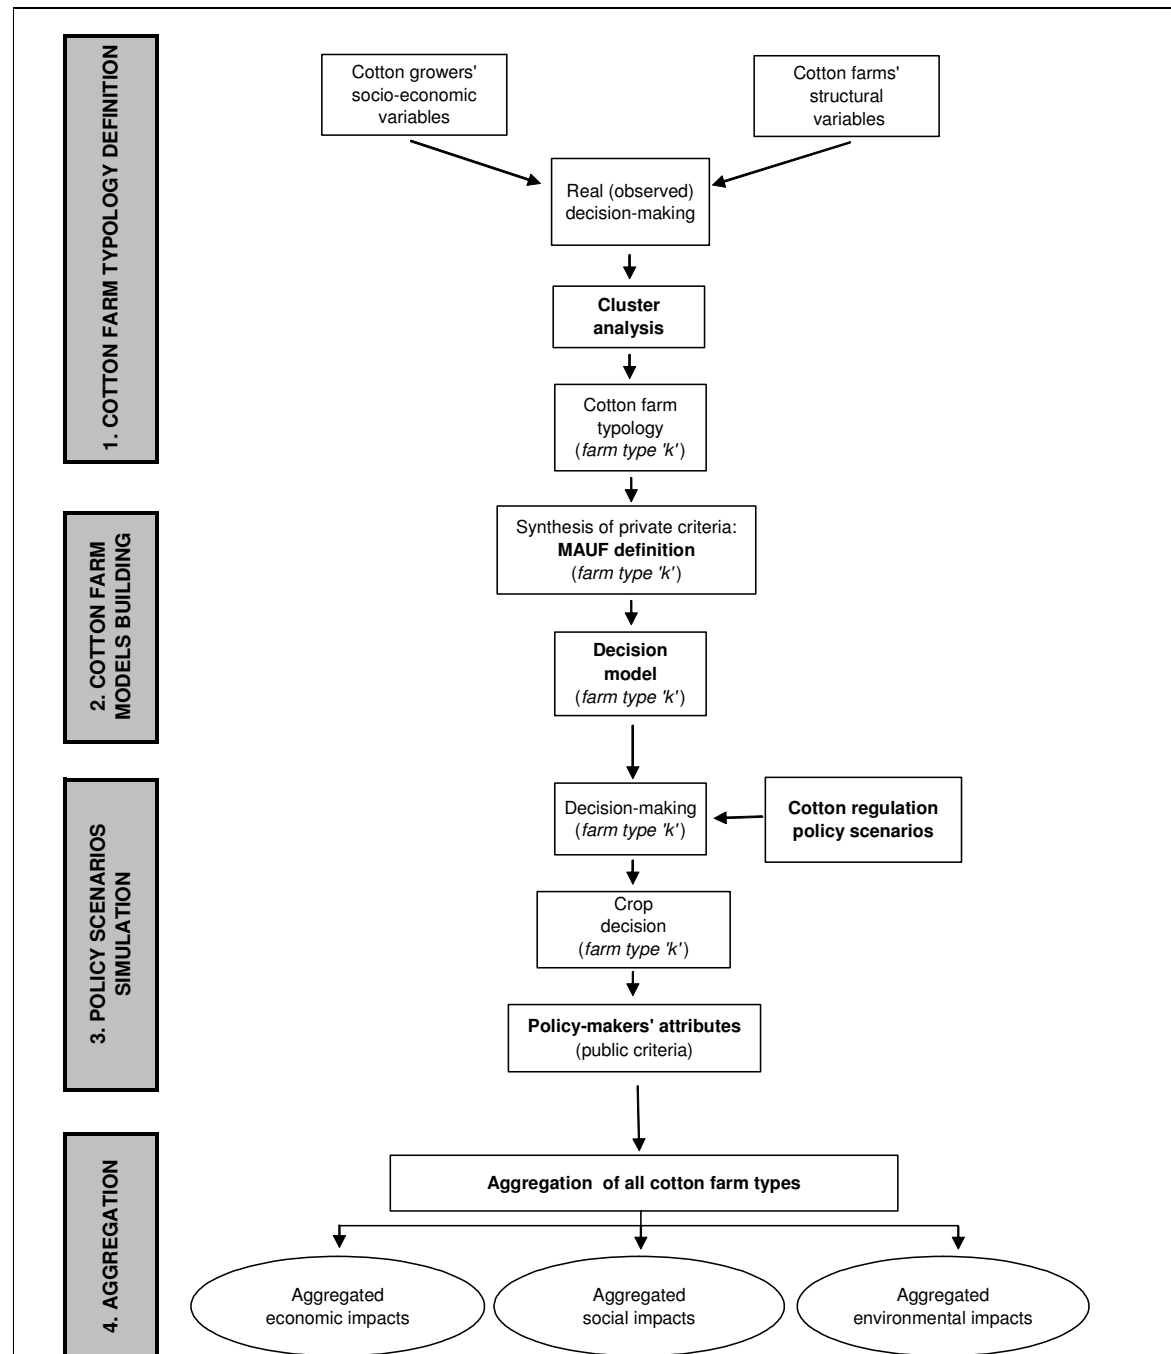 1. COTTON FARM TYPOLOGY DEFINITION
Cotton growers'
socio-economic
variables
Cotton farms'
structural
variables
Real (observed)
decision-making
Cluster
analysis
Cotton farm
typology
(farm type 'k')
2. COTTON FARM
MODELS BUILDING
Synthesis of private criteria:
MAUF definition
(farm type 'k')
Decision
model
(farm type 'k')
3. POLICY SCENARIOS
SIMULATION
Decision-making
(farm type 'k')
Cotton regulation
policy scenarios
Crop
decision
(farm type 'k')
Policy-makers' attributes
(public criteria)
4. AGGREGATION
Aggregation of all cotton farm types
Aggregated
economic impacts
Aggregated
social impacts
Aggregated
environmental impacts